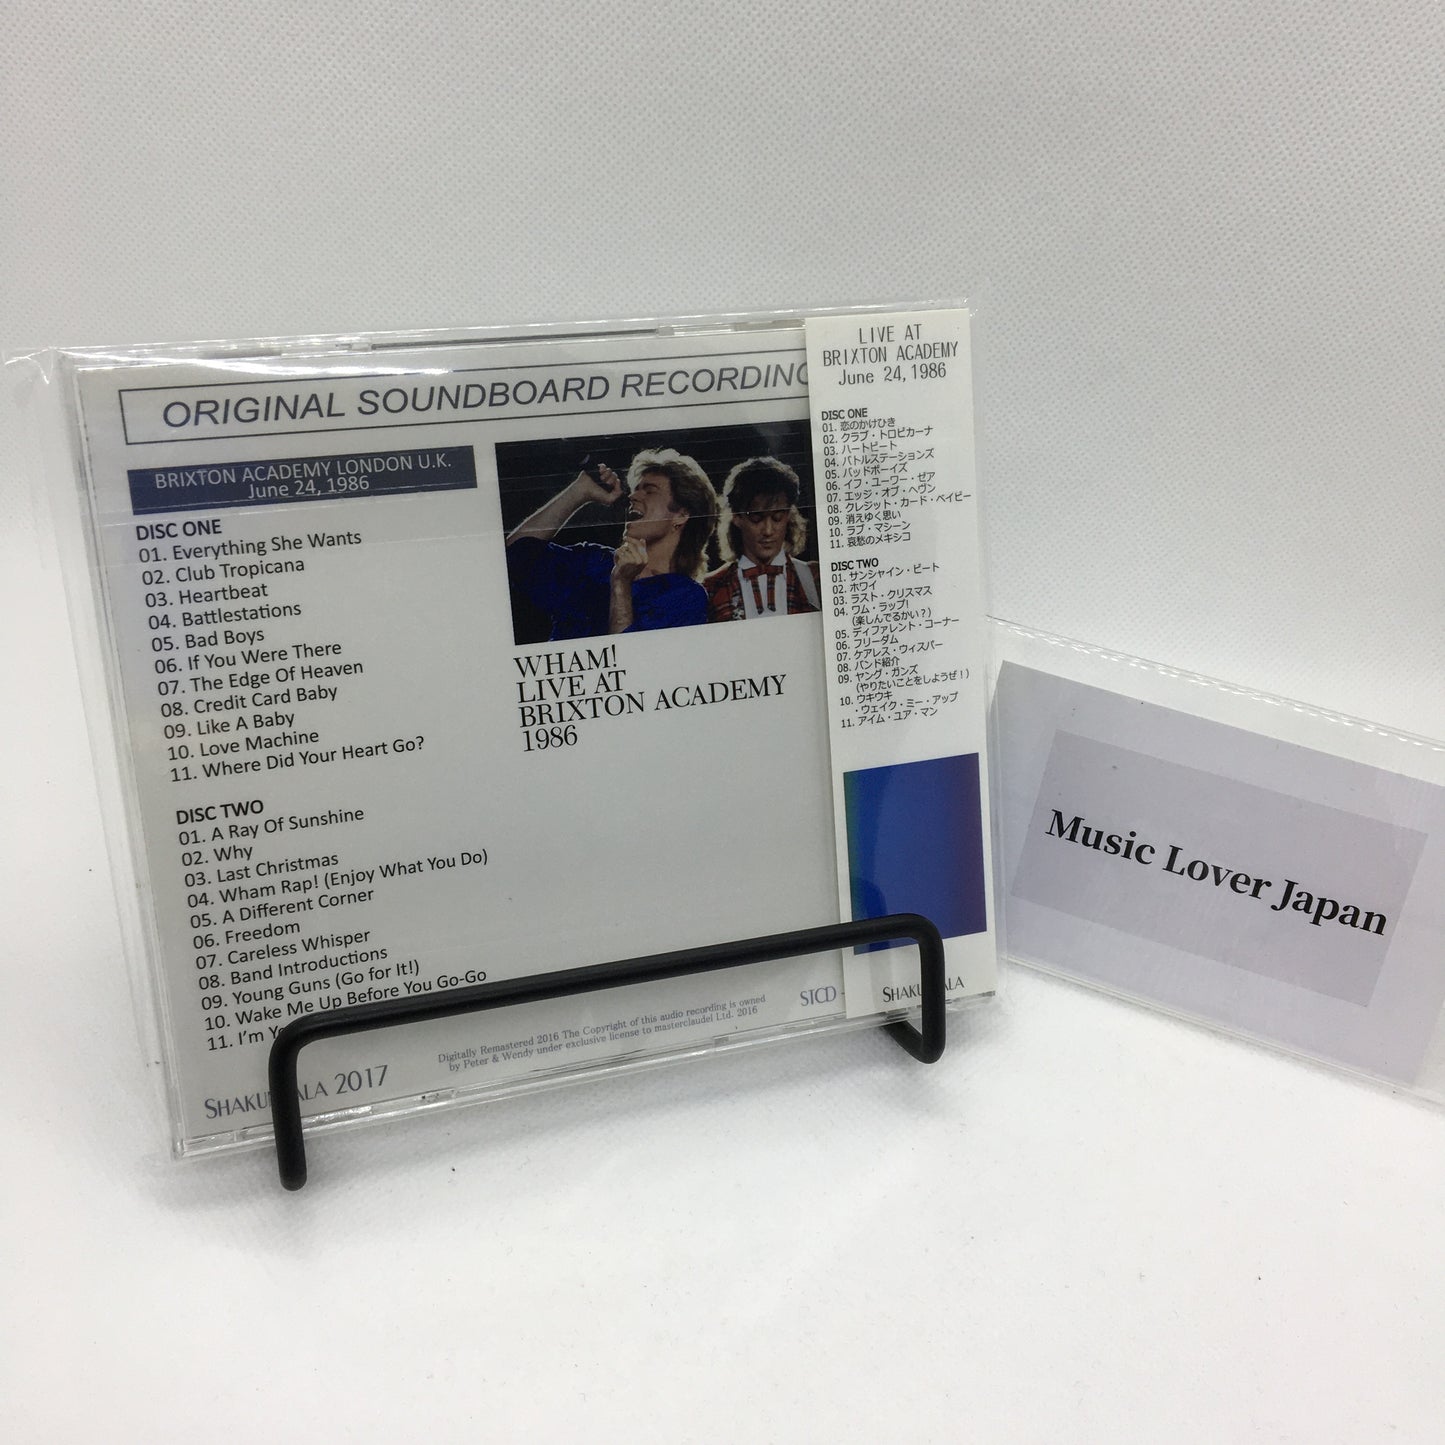 ORIGINAL SOUNDBOARD RECORDING
BRIXTON ACADEMY LONDON U.K.
June 24, 1986
DISC ONE
01. Everything She Wants
02. Club Tropicana
03. Heartbeat
04. Battlestations
05. Bad Boys
06. If You Were There
07. The Edge Of Heaven
08. Credit Card Baby
09. Like A Baby
10. Love Machine
11. Where Did Your Heart Go?
DISC TWO
01. A Ray Of Sunshine
02. Why
03. Last Christmas
04. Wham Rap! (Enjoy What You Do)
05. A Different Corner
06. Freedom
07. Careless Whisper
08. Band Introductions
09. Young Guns (Go for It!)
10. Wake Me Up Before You Go-Go
11. I'm
2017
WHAM!
LIVE AT
BRIXTON ACADEMY
1986
Digitally Remastered 2016 The Copyright of this audio recording is owned
by Peter & Wendy under exclusive license to masterclaudel Ltd. 2016
STCD -
LIVE AT
BRIXTON ACADEMY
June 24, 1986
DISC ONE
01. 恋のかけひき
02. クラブ・トロピカーナ
03. ハートビート
04. バトルステーションズ
05. バッドボーイズ
06. イフ・ユーワー・ゼア
07. エッジ・オブ・ヘヴン
08. クレジット・カード・ベイビー
09. 消えゆく思い
10. ラブ・マシーン
11. 哀愁のメキシコ
DISC TWO
01. サンシャイン・ビート
02. ホワイ
03. ラスト・クリスマス
04. ワム・ラップ!
(楽しんでるかい?)
05. ディファレント・コーナー
06. フリーダム
07. ケアレス・ウィスパー
08. バンド紹介
09. ヤング・ガンズ
(やりたいことをしようぜ!)
10. ウキウキ
・ウェイク・ミー・アップ
11. アイム・ユア・マン
Music Lover Japan